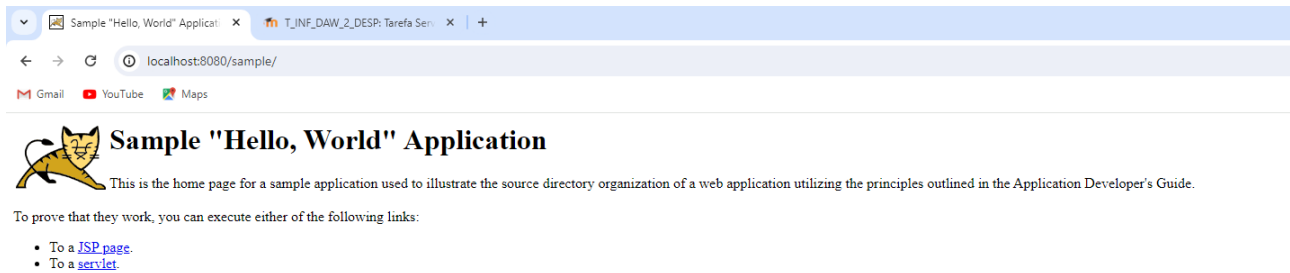 Sample "Hello, World" Applicati
T_INF_DAW_2_DESP: Tarefa Serv
localhost:8080/sample/
Gmail YouTube Maps
Sample "Hello, World" Application
This is the home page for a sample application used to illustrate the source directory organization of a web application utilizing the principles outlined in the Application Developer's Guide.
To prove that they work, you can execute either of the following links:
• To a JSP page.
• To a servlet.